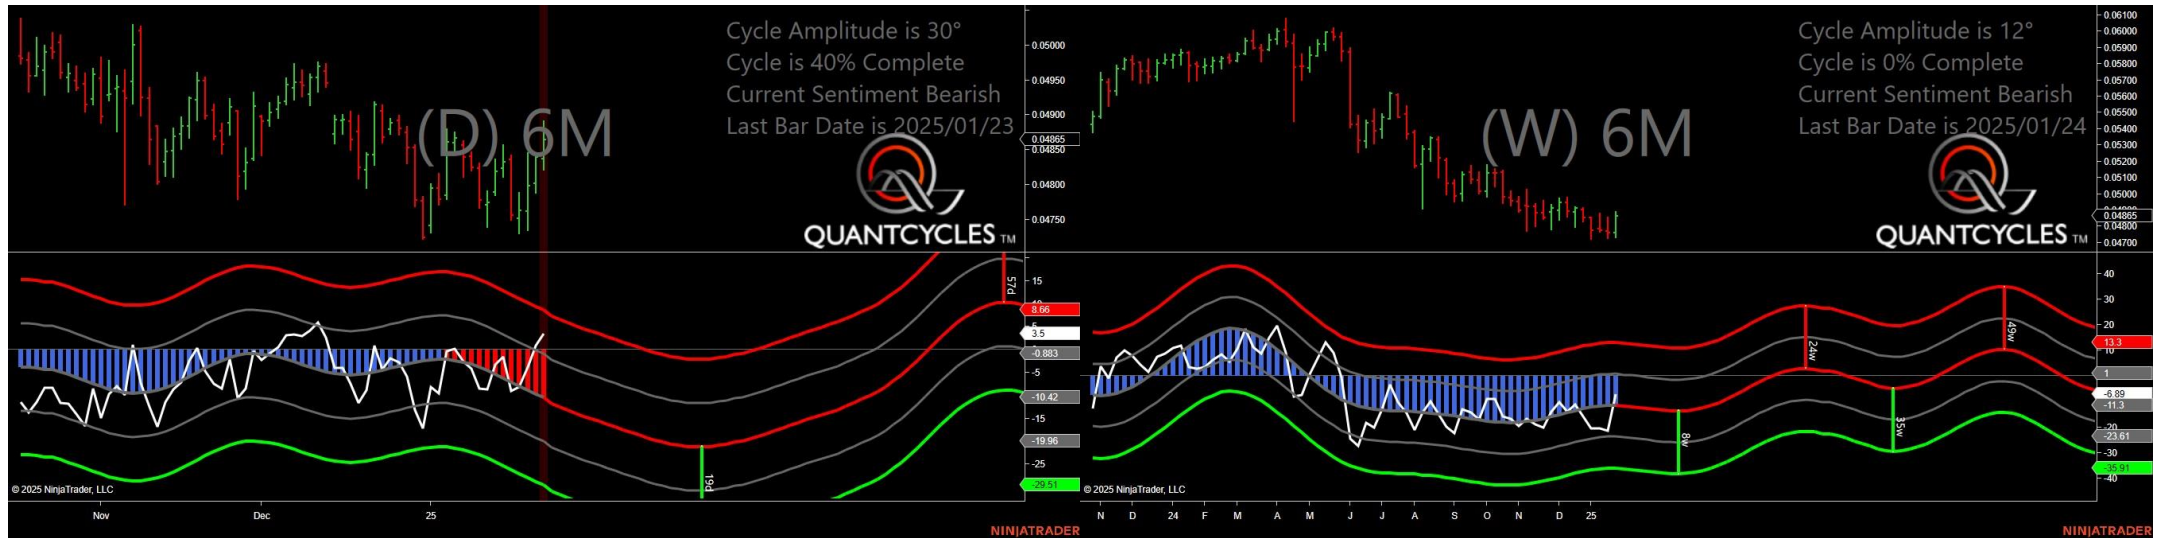 Cycle Amplitude is 30°
Cycle is 40% Complete
Current Sentiment Bearish
Last Bar Date is 2025/01/23
(D) 6M
QUANTCYCLES TM
0.05000
0.04950
0.04900
0.04865
0.04850
0.04800
0.04750
57d
15
8.66
3.5
-0.883
-5
-10.42
-15
-19.96
-25
-29.51
19d
© 2025 NinjaTrader, LLC
Nov
Dec
25
NINJATRADER
Cycle Amplitude is 12°
Cycle is 0% Complete
Current Sentiment Bearish
Last Bar Date is 2025/01/24
(W) 6M
QUANTCYCLES TM
0.06100
0.06000
0.05900
0.05800
0.05700
0.05600
0.05500
0.05400
0.05300
0.05200
0.05100
0.05000
0.04865
0.04800
0.04700
40
30
20
13.3
10
1
-6.89
-11.3
-20
-23.61
-30
-35.91
-40
8w
24w
35w
49w
© 2025 NinjaTrader, LLC
N D 24 F M A M J J A S O N D 25
NINJATRADER